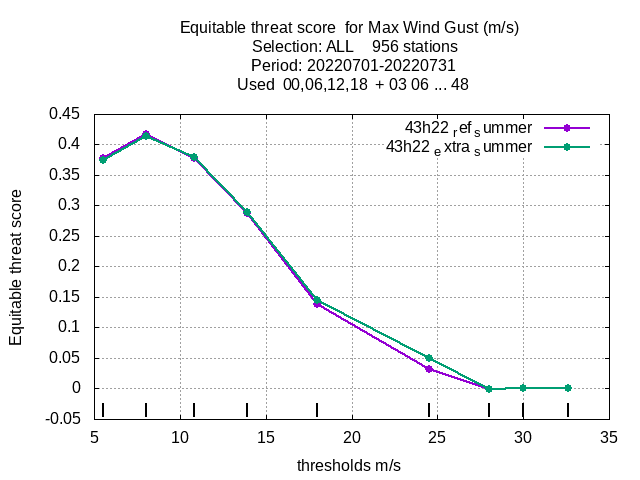 Equitable threat score  for Max Wind Gust (m/s)
Selection: ALL    956 stations
Period: 20220701-20220731
Used  00,06,12,18  + 03 06 ... 48
43h22 ref summer
43h22 extra summer
Equitable threat score
0.45
0.4
0.35
0.3
0.25
0.2
0.15
0.1
0.05
0
-0.05
5 10 15 20 25 30 35
thresholds m/s